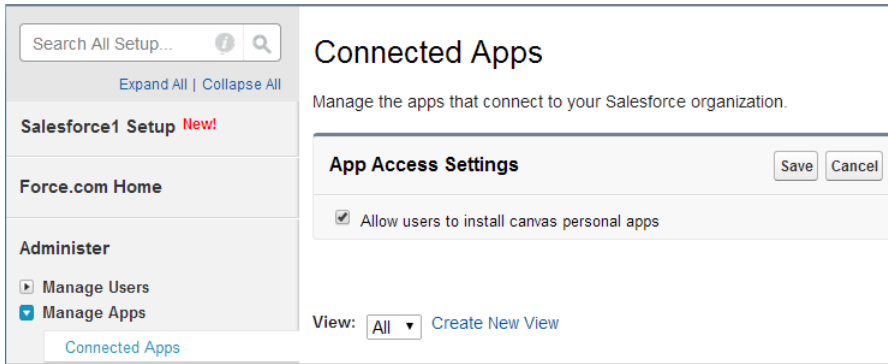 Search All Setup...
Expand All | Collapse All
Salesforce1 Setup New!
Force.com Home
Administer
Manage Users
Manage Apps
Connected Apps
Connected Apps
Manage the apps that connect to your Salesforce organization.
App Access Settings
Save Cancel
Allow users to install canvas personal apps
View: All Create New View